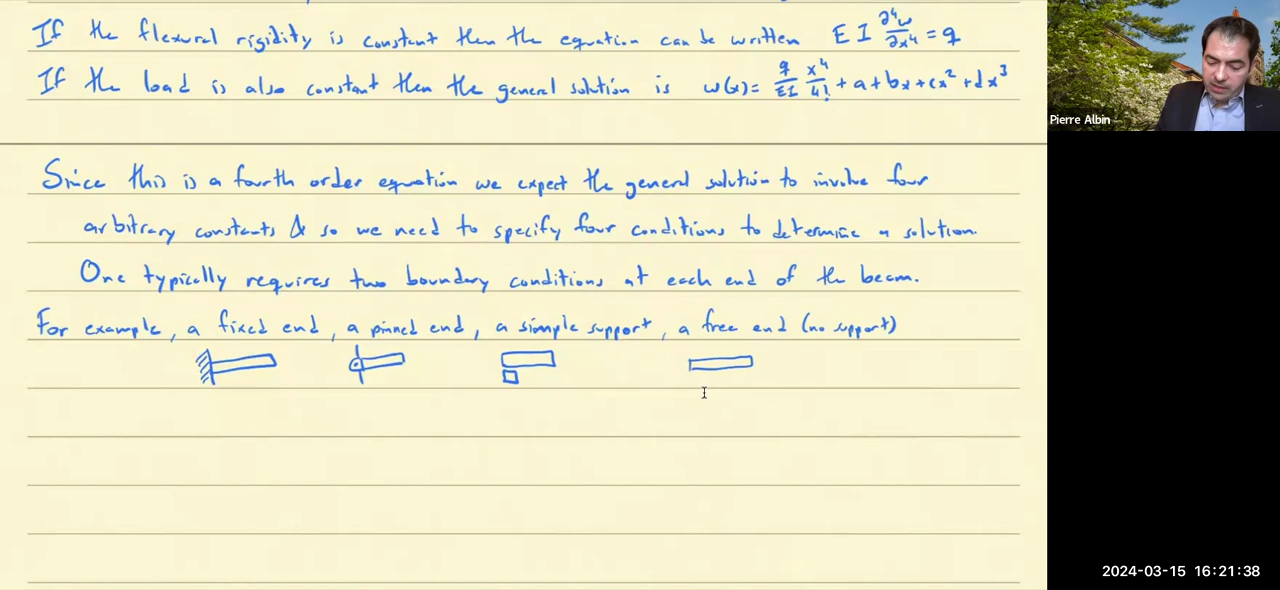 If the flexural rigidity is constant then the equation can be written EI ∂⁴w/∂x⁴ = q
If the load is also constant then the general solution is w(x) = q/EI x⁴/4! + a + bx + cx² + dx³
Since this is a fourth order equation we expect the general solution to involve four
arbitrary constants & so we need to specify four conditions to determine a solution.
One typically requires two boundary conditions at each end of the beam.
For example, a fixed end, a pinned end, a simple support, a free end (no support)
Pierre Albin
2024-03-15 16:21:38